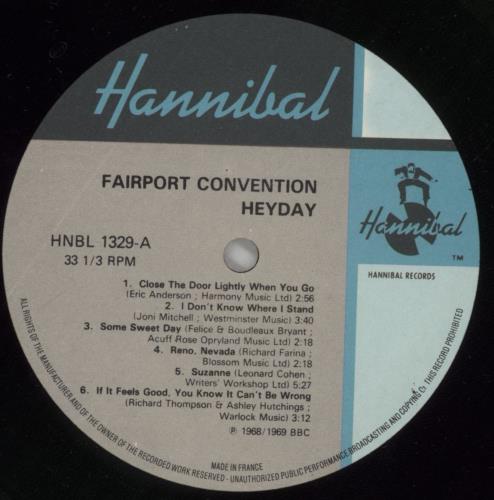 Hannibal
FAIRPORT CONVENTION
HEYDAY
HNBL 1329-A
33 1/3 RPM
Hannibal
TM
HANNIBAL RECORDS
1. Close The Door Lightly When You Go
(Eric Anderson ; Harmony Music Ltd) 2:56
2. I Don't Know Where I Stand
(Joni Mitchell ; Westminster Music) 3:40
3. Some Sweet Day (Felice & Boudleaux Bryant ;
Acuff Rose Opryland Music Ltd) 2:18
4. Reno, Nevada (Richard Farina ;
Blossom Music Ltd) 2:18
5. Suzanne (Leonard Cohen ;
Writers' Workshop Ltd) 5:27
6. If It Feels Good, You Know It Can't Be Wrong
(Richard Thompson & Ashley Hutchings ;
Warlock Music) 3:12
℗ 1968/1969 BBC
MADE IN FRANCE
ALL RIGHTS OF THE MANUFACTURER AND OF THE OWNER OF THE RECORDED WORK RESERVED - UNAUTHORIZED PUBLIC PERFORMANCE BROADCASTING AND COPYING OF THIS RECORD PROHIBITED